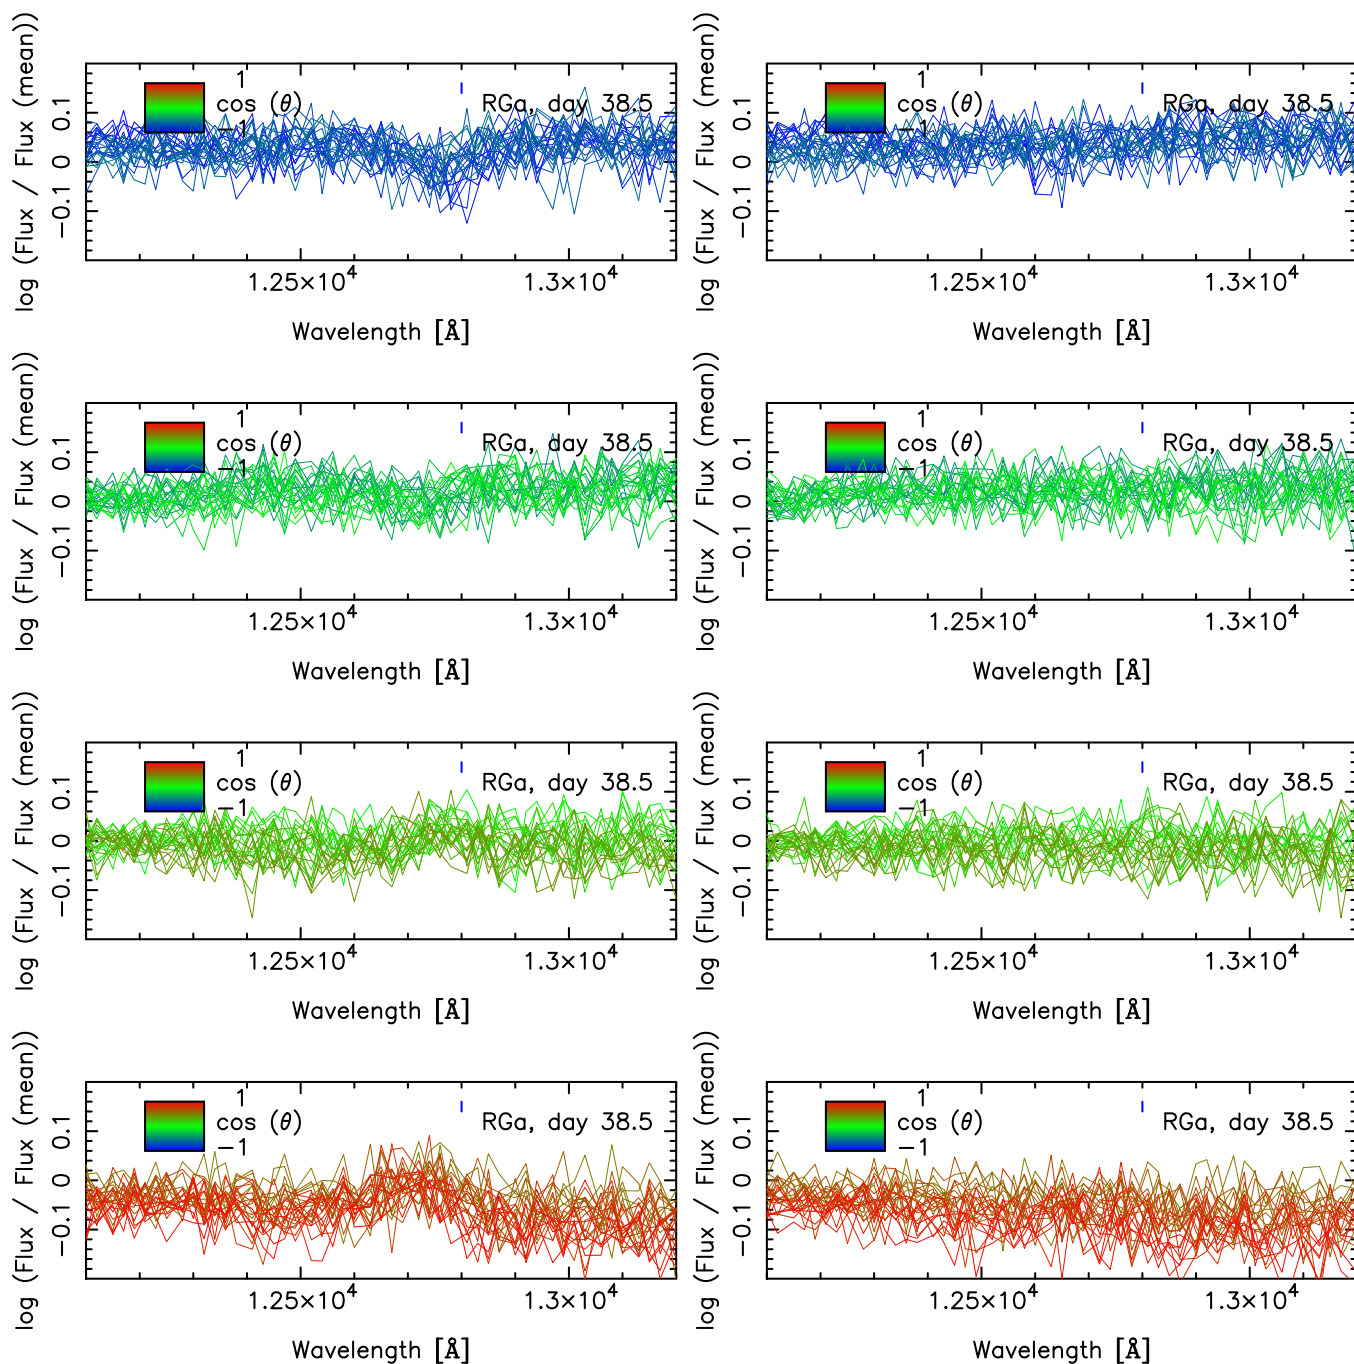 log (Flux / Flux (mean))
0.1
0
−0.1
1
cos (θ)
−1
RGa, day 38.5
1.25×10⁴
1.3×10⁴
Wavelength [Å]
log (Flux / Flux (mean))
0.1
0
−0.1
1
cos (θ)
−1
RGa, day 38.5
1.25×10⁴
1.3×10⁴
Wavelength [Å]
log (Flux / Flux (mean))
0.1
0
−0.1
1
cos (θ)
−1
RGa, day 38.5
1.25×10⁴
1.3×10⁴
Wavelength [Å]
log (Flux / Flux (mean))
0.1
0
−0.1
1
cos (θ)
−1
RGa, day 38.5
1.25×10⁴
1.3×10⁴
Wavelength [Å]
log (Flux / Flux (mean))
0.1
0
−0.1
1
cos (θ)
−1
RGa, day 38.5
1.25×10⁴
1.3×10⁴
Wavelength [Å]
log (Flux / Flux (mean))
0.1
0
−0.1
1
cos (θ)
−1
RGa, day 38.5
1.25×10⁴
1.3×10⁴
Wavelength [Å]
log (Flux / Flux (mean))
0.1
0
−0.1
1
cos (θ)
−1
RGa, day 38.5
1.25×10⁴
1.3×10⁴
Wavelength [Å]
log (Flux / Flux (mean))
0.1
0
−0.1
1
cos (θ)
−1
RGa, day 38.5
1.25×10⁴
1.3×10⁴
Wavelength [Å]